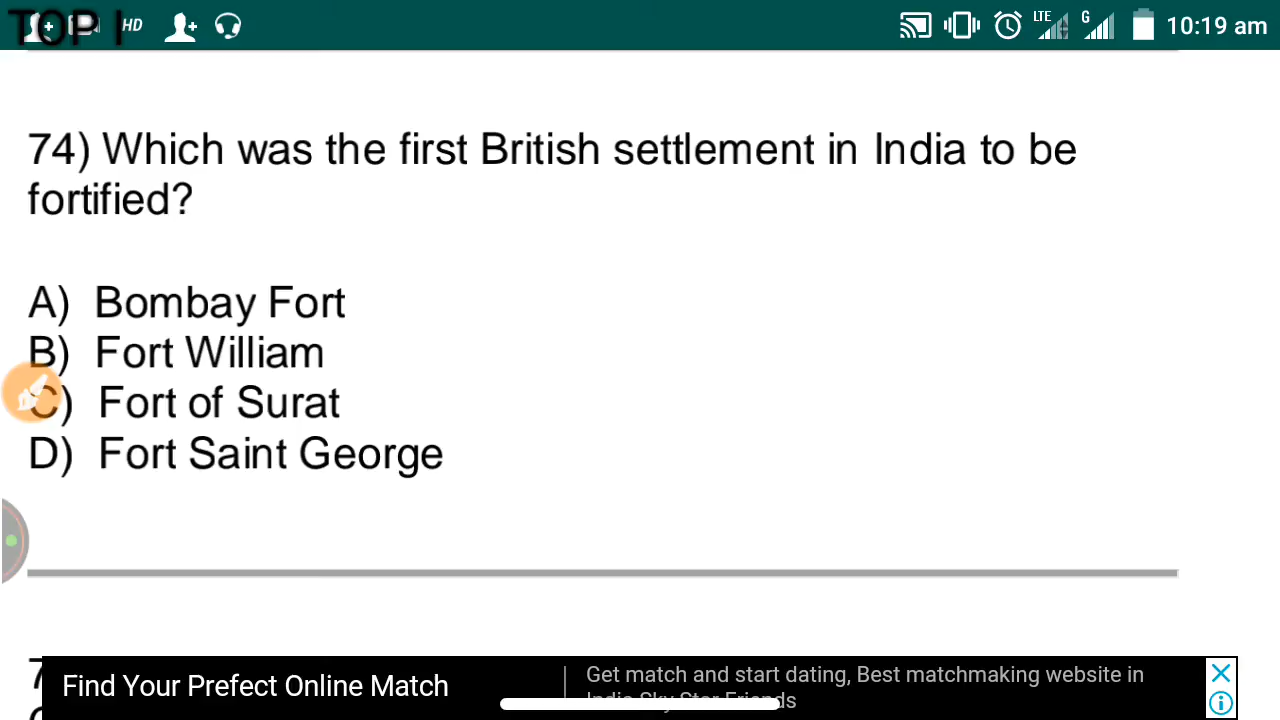 TOP I HD LTE G 10:19 am
74) Which was the first British settlement in India to be
fortified?
A) Bombay Fort
B) Fort William
C) Fort of Surat
D) Fort Saint George
7
Find Your Prefect Online Match
Get match and start dating, Best matchmaking website in
India Sky Star Friends